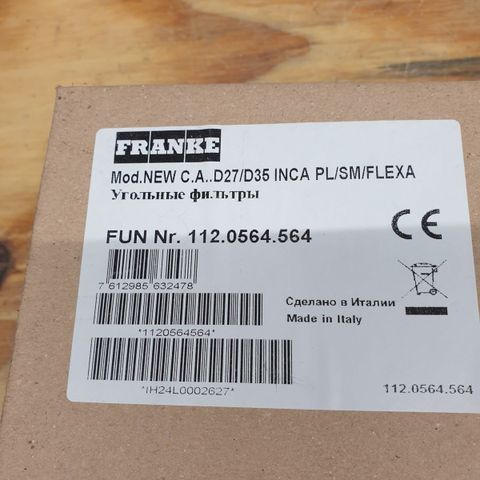 FRANKE
Mod.NEW C.A..D27/D35 INCA PL/SM/FLEXA
Угольные фильтры
FUN Nr. 112.0564.564
CE
7 612985 632478
Сделано в Италии
Made in Italy
*1120564564*
*IH24L0002627*
112.0564.564